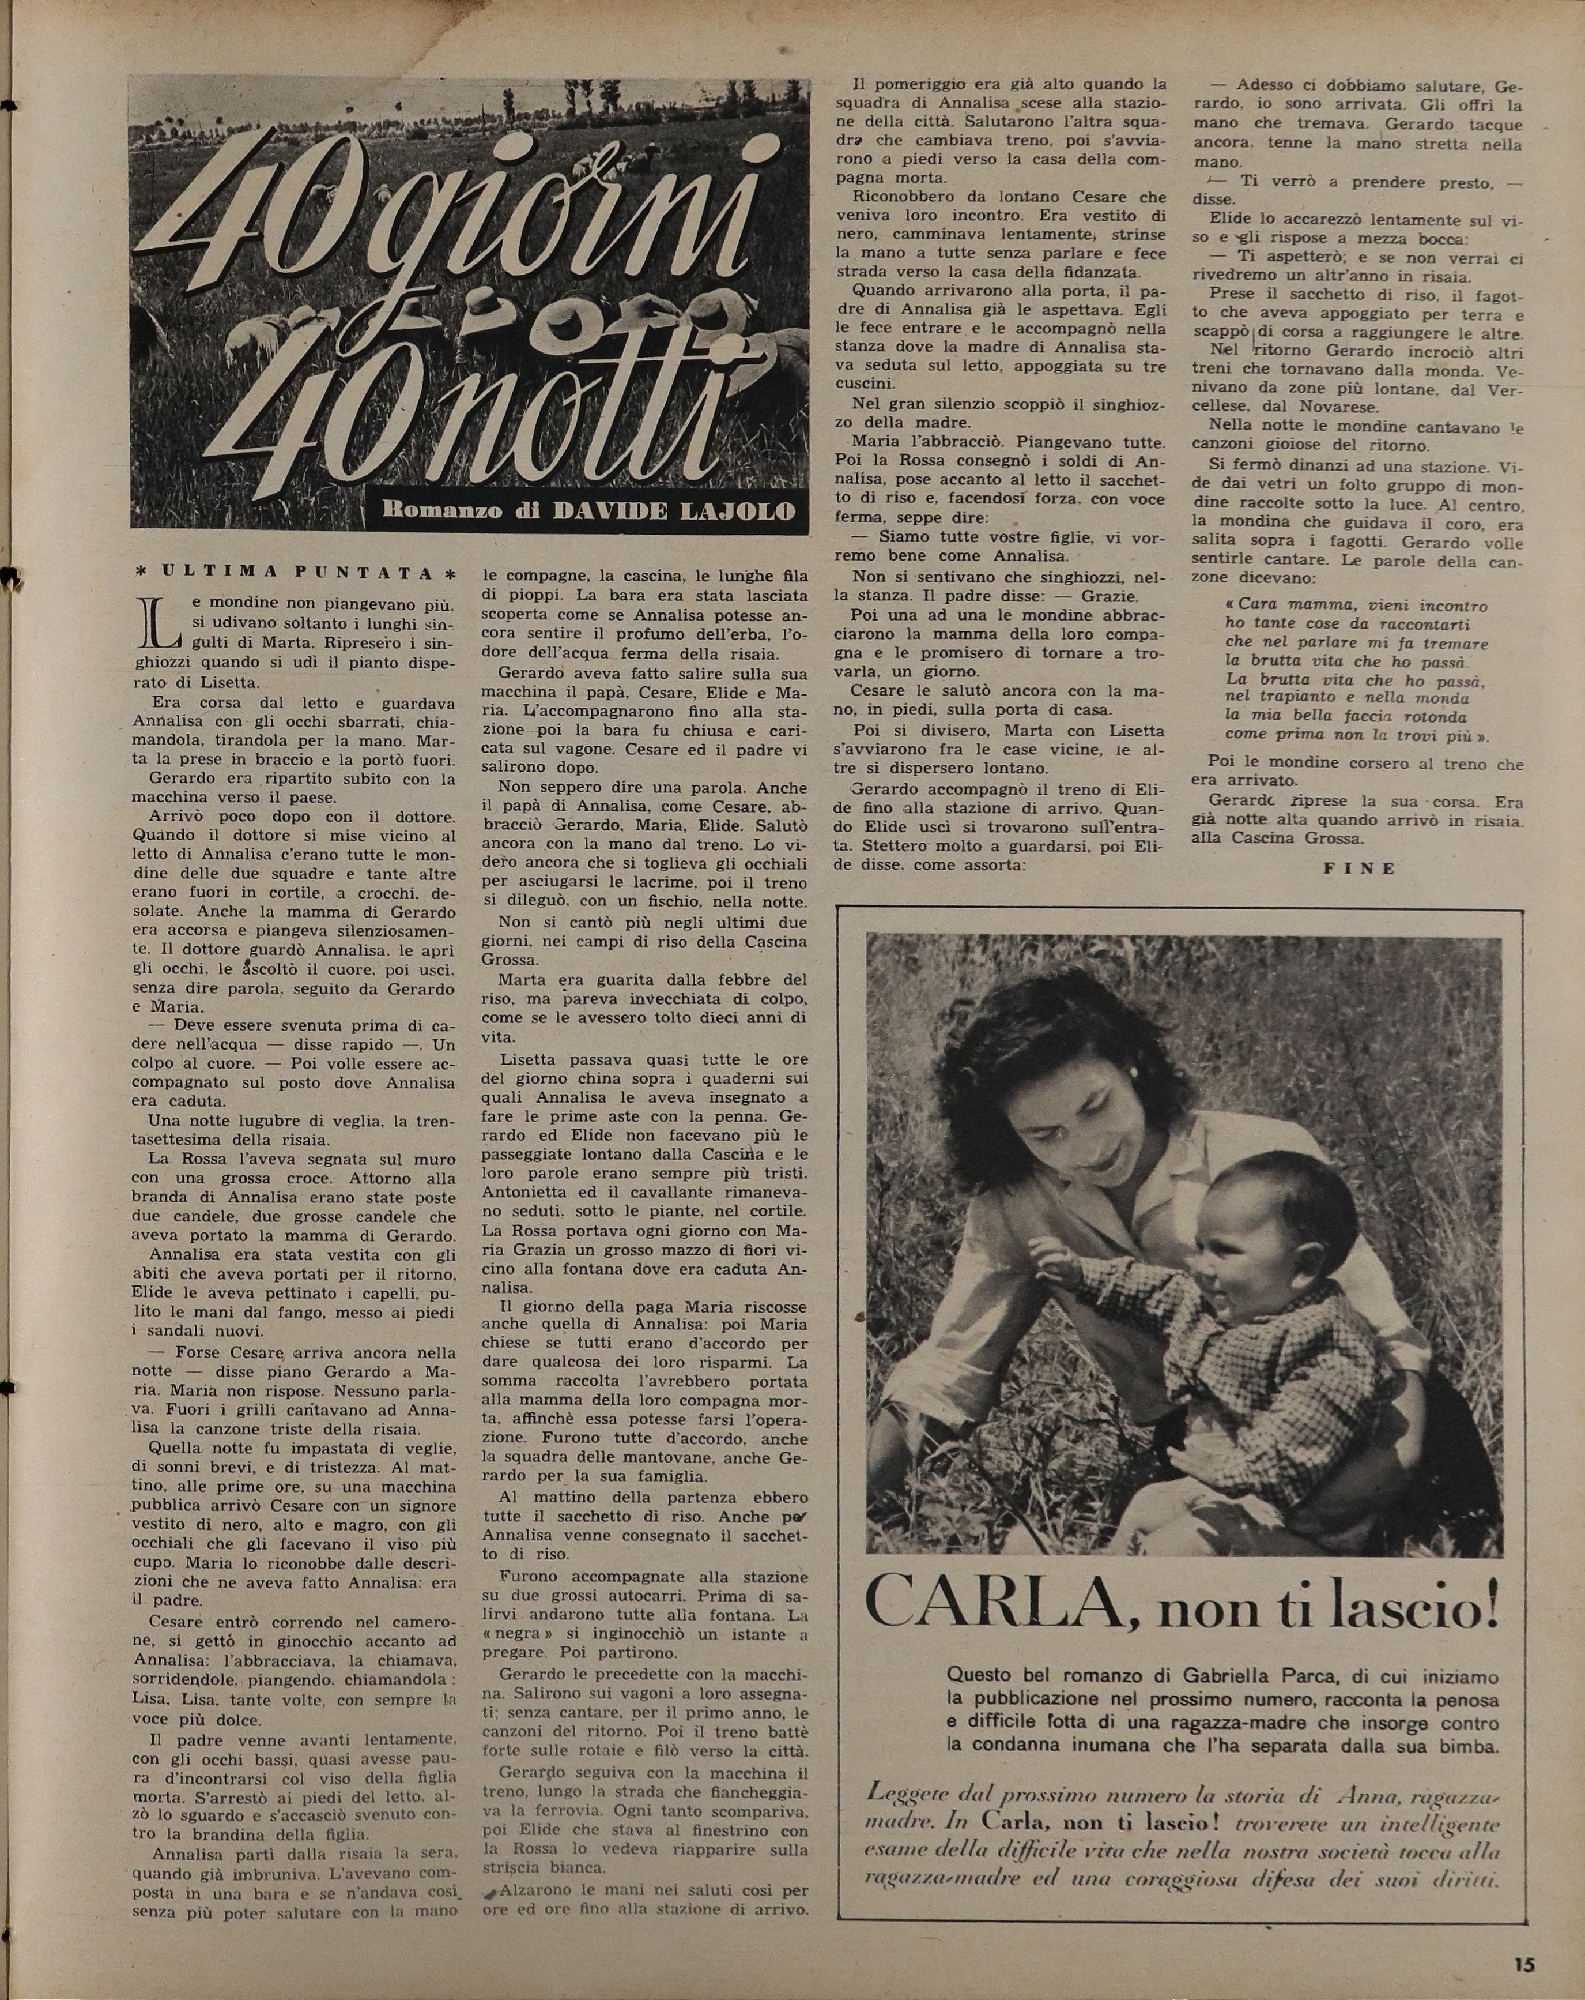 40 giorni
40 notti
Romanzo di DAVIDE LAJOLO
* ULTIMA PUNTATA *
Le mondine non piangevano più,
si udivano soltanto i lunghi sin-
gulti di Marta. Ripresero i sin-
ghiozzi quando si udì il pianto dispe-
rato di Lisetta.
Era corsa dal letto e guardava
Annalisa con gli occhi sbarrati, chia-
mandola, tirandola per la mano. Mar-
ta la prese in braccio e la portò fuori.
Gerardo era ripartito subito con la
macchina verso il paese.
Arrivò poco dopo con il dottore.
Quando il dottore si mise vicino al
letto di Annalisa c'erano tutte le mon-
dine delle due squadre e tante altre
erano fuori in cortile, a crocchi, de-
solate. Anche la mamma di Gerardo
era accorsa e piangeva silenziosamen-
te. Il dottore guardò Annalisa, le aprì
gli occhi, le ascoltò il cuore, poi uscì,
senza dire parola, seguito da Gerardo
e Maria.
— Deve essere svenuta prima di ca-
dere nell'acqua — disse rapido —. Un
colpo al cuore. — Poi volle essere ac-
compagnato sul posto dove Annalisa
era caduta.
Una notte lugubre di veglia, la tren-
tasettesima della risaia.
La Rossa l'aveva segnata sul muro
con una grossa croce. Attorno alla
branda di Annalisa erano state poste
due candele, due grosse candele che
aveva portato la mamma di Gerardo.
Annalisa era stata vestita con gli
abiti che aveva portati per il ritorno,
Elide le aveva pettinato i capelli, pu-
lito le mani dal fango, messo ai piedi
i sandali nuovi.
— Forse Cesare arriva ancora nella
notte — disse piano Gerardo a Ma-
ria. Maria non rispose. Nessuno parla-
va. Fuori i grilli cantavano ad Anna-
lisa la canzone triste della risaia.
Quella notte fu impastata di veglie,
di sonni brevi, e di tristezza. Al mat-
tino, alle prime ore, su una macchina
pubblica arrivò Cesare con un signore
vestito di nero, alto e magro, con gli
occhiali che gli facevano il viso più
cupo. Maria lo riconobbe dalle descri-
zioni che ne aveva fatto Annalisa: era
il padre.
Cesare entrò correndo nel camero-
ne, si gettò in ginocchio accanto ad
Annalisa: l'abbracciava, la chiamava,
sorridendole, piangendo, chiamandola:
Lisa, Lisa, tante volte, con sempre la
voce più dolce.
Il padre venne avanti lentamente,
con gli occhi bassi, quasi avesse pau-
ra d'incontrarsi col viso della figlia
morta. S'arrestò ai piedi del letto, al-
zò lo sguardo e s'accasciò svenuto con-
tro la brandina della figlia.
Annalisa partì dalla risaia la sera,
quando già imbruniva. L'avevano com-
posta in una bara e se n'andava così
senza più poter salutare con la mano
le compagne, la cascina, le lunghe fila
di pioppi. La bara era stata lasciata
scoperta come se Annalisa potesse an-
cora sentire il profumo dell'erba, l'o-
dore dell'acqua ferma della risaia.
Gerardo aveva fatto salire sulla sua
macchina il papà, Cesare, Elide e Ma-
ria. L'accompagnarono fino alla sta-
zione poi la bara fu chiusa e cari-
cata sul vagone. Cesare ed il padre vi
salirono dopo.
Non seppero dire una parola. Anche
il papà di Annalisa, come Cesare, ab-
bracciò Gerardo, Maria, Elide. Salutò
ancora con la mano dal treno. Lo vi-
dero ancora che si toglieva gli occhiali
per asciugarsi le lacrime, poi il treno
si dileguò, con un fischio, nella notte.
Non si cantò più negli ultimi due
giorni, nei campi di riso della Cascina
Grossa.
Marta era guarita dalla febbre del
riso, ma pareva invecchiata di colpo,
come se le avessero tolto dieci anni di
vita.
Lisetta passava quasi tutte le ore
del giorno china sopra i quaderni sui
quali Annalisa le aveva insegnato a
fare le prime aste con la penna. Ge-
rardo ed Elide non facevano più le
passeggiate lontano dalla Cascina e le
loro parole erano sempre più tristi.
Antonietta ed il cavallante rimaneva-
no seduti, sotto le piante, nel cortile.
La Rossa portava ogni giorno con Ma-
ria Grazia un grosso mazzo di fiori vi-
cino alla fontana dove era caduta An-
nalisa.
Il giorno della paga Maria riscosse
anche quella di Annalisa: poi Maria
chiese se tutti erano d'accordo per
dare qualcosa dei loro risparmi. La
somma raccolta l'avrebbero portata
alla mamma della loro compagna mor-
ta, affinchè essa potesse farsi l'opera-
zione. Furono tutte d'accordo, anche
la squadra delle mantovane, anche Ge-
rardo per la sua famiglia.
Al mattino della partenza ebbero
tutte il sacchetto di riso. Anche per
Annalisa venne consegnato il sacchet-
to di riso.
Furono accompagnate alla stazione
su due grossi autocarri. Prima di sa-
lirvi andarono tutte alla fontana. La
« negra » si inginocchiò un istante a
pregare. Poi partirono.
Gerardo le precedette con la macchi-
na. Salirono sui vagoni a loro assegna-
ti; senza cantare, per il primo anno, le
canzoni del ritorno. Poi il treno battè
forte sulle rotaie e filò verso la città.
Gerardo seguiva con la macchina il
treno, lungo la strada che fiancheggia-
va la ferrovia. Ogni tanto scompariva,
poi Elide che stava al finestrino con
la Rossa lo vedeva riapparire sulla
striscia bianca.
Alzarono le mani nei saluti così per
ore ed ore fino alla stazione di arrivo.
Il pomeriggio era già alto quando la
squadra di Annalisa scese alla stazio-
ne della città. Salutarono l'altra squa-
dra che cambiava treno, poi s'avvia-
rono a piedi verso la casa della com-
pagna morta.
Riconobbero da lontano Cesare che
veniva loro incontro. Era vestito di
nero, camminava lentamente, strinse
la mano a tutte senza parlare e fece
strada verso la casa della fidanzata.
Quando arrivarono alla porta, il pa-
dre di Annalisa già le aspettava. Egli
le fece entrare e le accompagnò nella
stanza dove la madre di Annalisa sta-
va seduta sul letto, appoggiata su tre
cuscini.
Nel gran silenzio scoppiò il singhioz-
zo della madre.
Maria l'abbracciò. Piangevano tutte.
Poi la Rossa consegnò i soldi di An-
nalisa, pose accanto al letto il sacchet-
to di riso e, facendosi forza, con voce
ferma, seppe dire:
— Siamo tutte vostre figlie, vi vor-
remo bene come Annalisa.
Non si sentivano che singhiozzi, nel-
la stanza. Il padre disse: — Grazie.
Poi una ad una le mondine abbrac-
ciarono la mamma della loro compa-
gna e le promisero di tornare a tro-
varla, un giorno.
Cesare le salutò ancora con la ma-
no, in piedi, sulla porta di casa.
Poi si divisero, Marta con Lisetta
s'avviarono fra le case vicine, le al-
tre si dispersero lontano.
Gerardo accompagnò il treno di Eli-
de fino alla stazione di arrivo. Quan-
do Elide uscì si trovarono sull'entra-
ta. Stettero molto a guardarsi, poi Eli-
de disse, come assorta:
— Adesso ci dobbiamo salutare, Ge-
rardo, io sono arrivata. Gli offrì la
mano che tremava. Gerardo tacque
ancora, tenne la mano stretta nella
mano.
— Ti verrò a prendere presto, —
disse.
Elide lo accarezzò lentamente sul vi-
so e gli rispose a mezza bocca:
— Ti aspetterò; e se non verrai ci
rivedremo un altr'anno in risaia.
Prese il sacchetto di riso, il fagot-
to che aveva appoggiato per terra e
scappò di corsa a raggiungere le altre.
Nel ritorno Gerardo incrociò altri
treni che tornavano dalla monda. Ve-
nivano da zone più lontane, dal Ver-
cellese, dal Novarese.
Nella notte le mondine cantavano le
canzoni gioiose del ritorno.
Si fermò dinanzi ad una stazione. Vi-
de dai vetri un folto gruppo di mon-
dine raccolte sotto la luce. Al centro,
la mondina che guidava il coro, era
salita sopra i fagotti. Gerardo volle
sentirle cantare. Le parole della can-
zone dicevano:
« Cara mamma, vieni incontro
ho tante cose da raccontarti
che nel parlare mi fa tremare
la brutta vita che ho passà.
La brutta vita che ho passà,
nel trapianto e nella monda
la mia bella faccia rotonda
come prima non la trovi più ».
Poi le mondine corsero al treno che
era arrivato.
Gerardo riprese la sua corsa. Era
già notte alta quando arrivò in risaia,
alla Cascina Grossa.
FINE
CARLA, non ti lascio!
Questo bel romanzo di Gabriella Parca, di cui iniziamo
la pubblicazione nel prossimo numero, racconta la penosa
e difficile lotta di una ragazza-madre che insorge contro
la condanna inumana che l'ha separata dalla sua bimba.
Leggete dal prossimo numero la storia di Anna, ragazza-
madre. In Carla, non ti lascio! troverete un intelligente
esame della difficile vita che nella nostra società tocca alla
ragazza-madre ed una coraggiosa difesa dei suoi diritti.
15